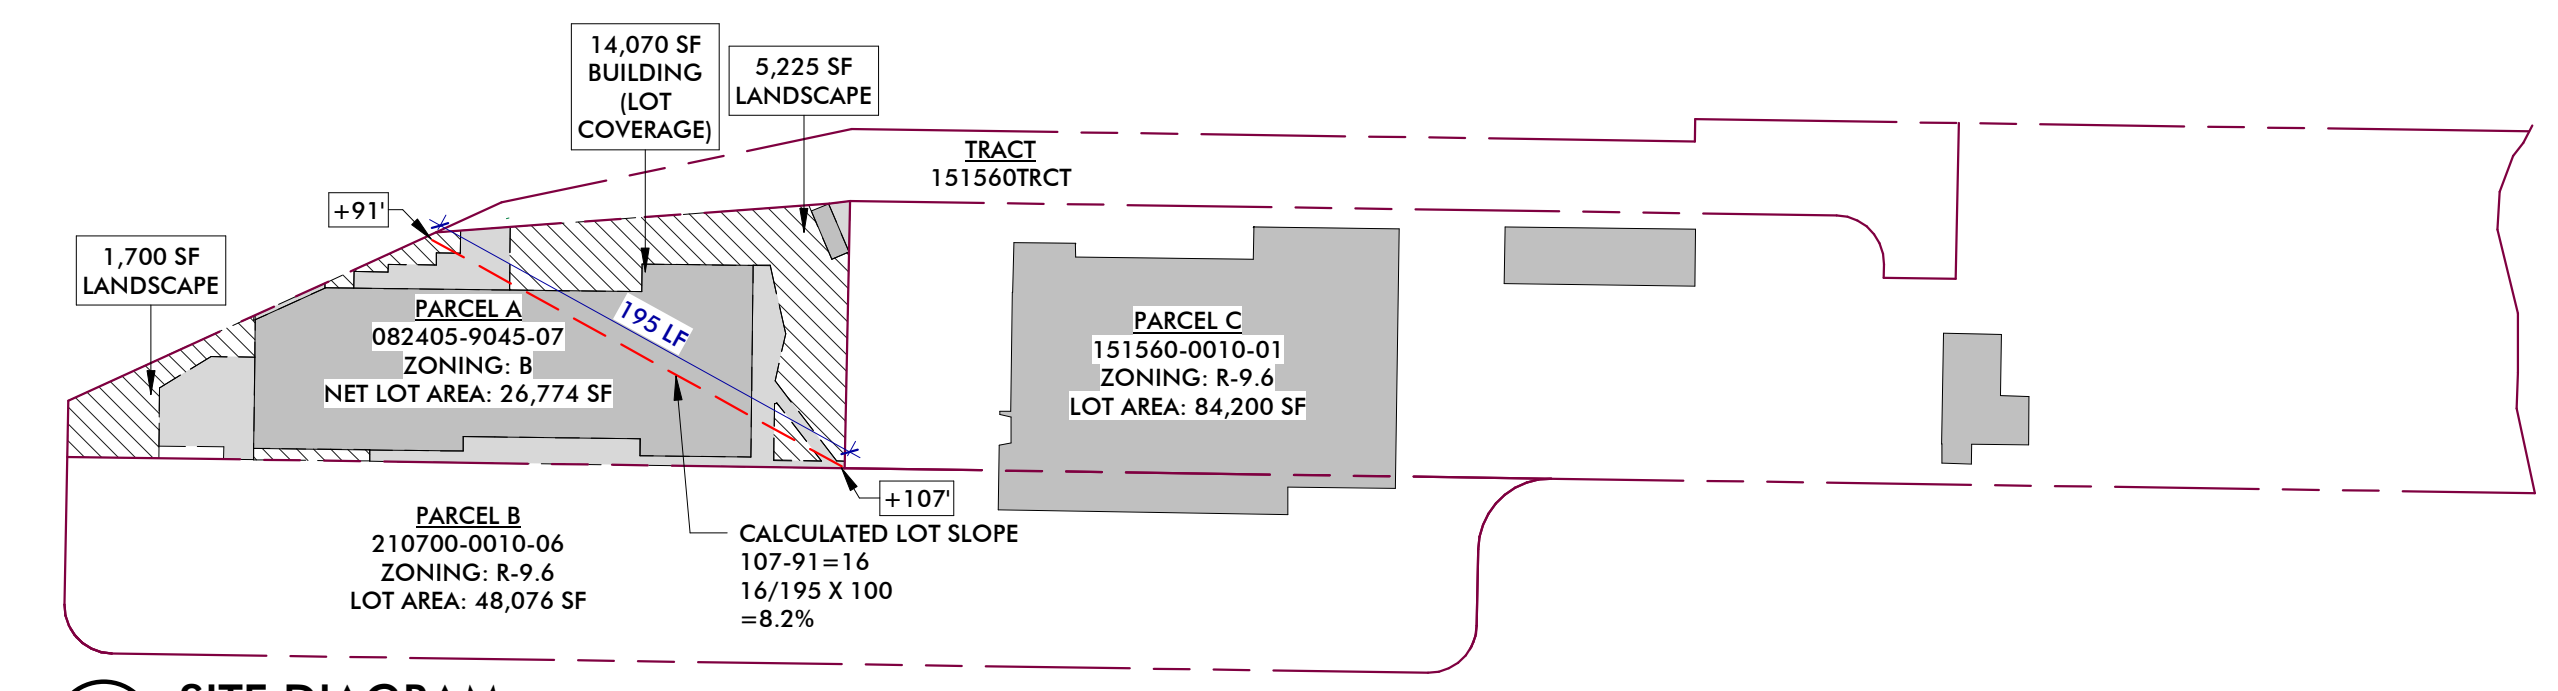 14,070 SF
BUILDING
(LOT
COVERAGE)
5,225 SF
LANDSCAPE
TRACT
151560TRCT
+91'
1,700 SF
LANDSCAPE
195 LF
PARCEL A
082405-9045-07
ZONING: B
NET LOT AREA: 26,774 SF
PARCEL C
151560-0010-01
ZONING: R-9.6
LOT AREA: 84,200 SF
+107'
PARCEL B
210700-0010-06
ZONING: R-9.6
LOT AREA: 48,076 SF
CALCULATED LOT SLOPE
107-91=16
16/195 X 100
=8.2%
SITE DIAGRAM